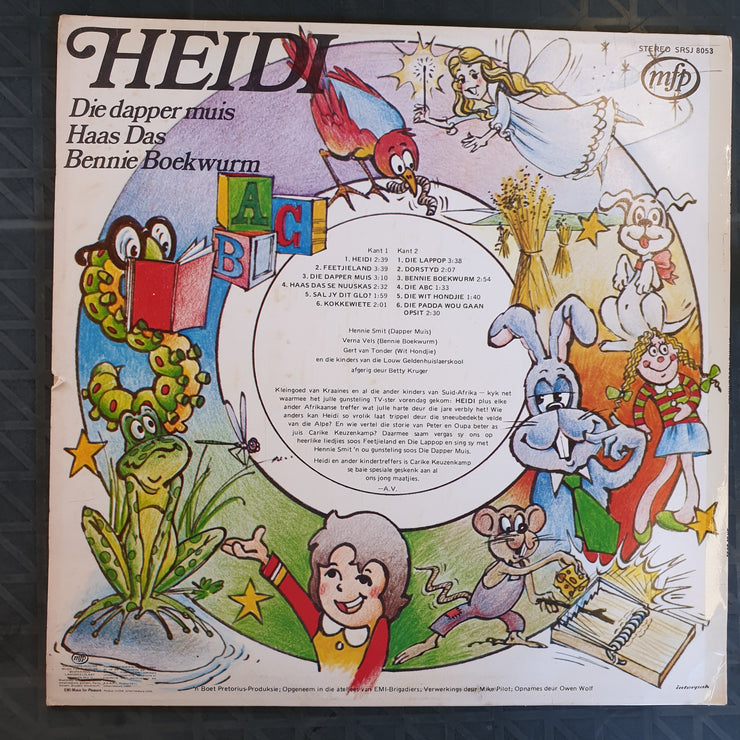 HEIDI
Die dapper muis
Haas Das
Bennie Boekwurm
STEREO SRSJ 8053
mfp
A
B
C
Kant 1
1. HEIDI 2:39
2. FEETJIELAND 3:39
3. DIE DAPPER MUIS 3:10
4. HAAS DAS SE NUUSKAS 2:32
5. SAL JY DIT GLO? 1:59
6. KOKKEWIETE 2:01
Kant 2
1. DIE LAPPOP 3:38
2. DORSTYD 2:07
3. BENNIE BOEKWURM 2:54
4. DIE ABC 1:33
5. DIE WIT HONDJIE 1:40
6. DIE PADDA WOU GAAN
OPSIT 2:30
Hennie Smit (Dapper Muis)
Verna Vels (Bennie Boekwurm)
Gert van Tonder (Wit Hondjie)
en die kinders van die Louw Geldenhuislaerskool
afgerig deur Betty Kruger
Kleingoed van Kraaines en al die ander kinders van Suid-Afrika — kyk net
waarmee het julle gunsteling TV-ster vorendag gekom: HEIDI plus elke
ander Afrikaanse treffer wat julle harte deur die jare verbly het! Wie
anders kan Heidi so vrolik laat trippel deur die sneeubedekte velde
van die Alpe? En wie vertel die storie van Peter en Oupa beter as
juis Carike Keuzenkamp? Daarmee saam vergas sy ons op
heerlike liedjies soos Feetjieland en Die Lappop en sing sy met
Hennie Smit 'n ou gunsteling soos Die Dapper Muis.
Heidi en ander kindertreffers is Carike Keuzenkamp
se baie spesiale geskenk aan al
ons jong maatjies.
—A.V.
mfp
EMI Music for Pleasure
'n Boet Pretorius-Produksie; Opgeneem in die ateljees van EMI-Brigadiers; Verwerkings deur Mike Pilot; Opnames deur Owen Wolf
interpak